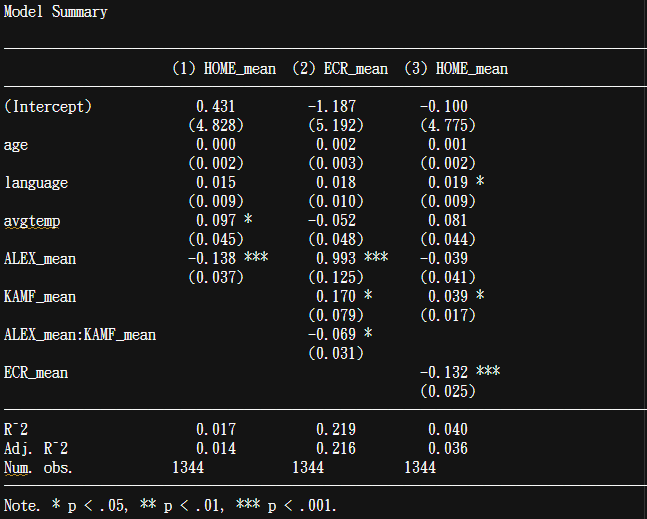 Model Summary
(1) HOME_mean (2) ECR_mean (3) HOME_mean
(Intercept) 0.431 -1.187 -0.100
(4.828) (5.192) (4.775)
age 0.000 0.002 0.001
(0.002) (0.003) (0.002)
language 0.015 0.018 0.019 *
(0.009) (0.010) (0.009)
avgtemp 0.097 * -0.052 0.081
(0.045) (0.048) (0.044)
ALEX_mean -0.138 *** 0.993 *** -0.039
(0.037) (0.125) (0.041)
KAMF_mean 0.170 * 0.039 *
(0.079) (0.017)
ALEX_mean:KAMF_mean -0.069 *
(0.031)
ECR_mean -0.132 ***
(0.025)
R^2 0.017 0.219 0.040
Adj. R^2 0.014 0.216 0.036
Num. obs. 1344 1344 1344
Note. * p < .05, ** p < .01, *** p < .001.